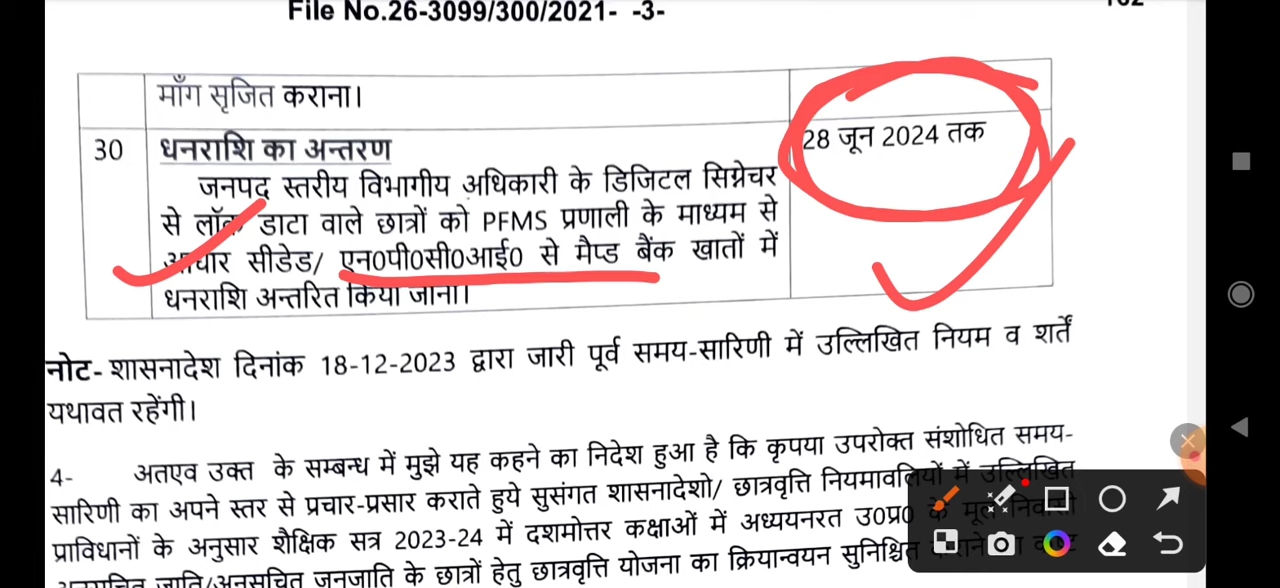 File No.26-3099/300/2021- -3-
माँग सृजित कराना।
30 धनराशि का अन्तरण 28 जून 2024 तक
जनपद स्तरीय विभागीय अधिकारी के डिजिटल सिग्नेचर
से लॉक डाटा वाले छात्रों को PFMS प्रणाली के माध्यम से
आधार सीडेड/ एन0पी0सी0आई0 से मैप्ड बैंक खातों में
धनराशि अन्तरित किया जाना।
नोट- शासनादेश दिनांक 18-12-2023 द्वारा जारी पूर्व समय-सारिणी में उल्लिखित नियम व शर्तें
यथावत रहेंगी।
4- अतएव उक्त के सम्बन्ध में मुझे यह कहने का निदेश हुआ है कि कृपया उपरोक्त संशोधित समय-
सारिणी का अपने स्तर से प्रचार-प्रसार कराते हुये सुसंगत शासनादेशो/ छात्रवृत्ति नियमावलियों में उल्लिखित
प्राविधानों के अनुसार शैक्षिक सत्र 2023-24 में दशमोत्तर कक्षाओं में अध्ययनरत उ0प्र0 के मूल निवासी
जाति/अनुसूचित जनजाति के छात्रों हेतु छात्रवृत्ति योजना का क्रियान्वयन सुनिश्चित